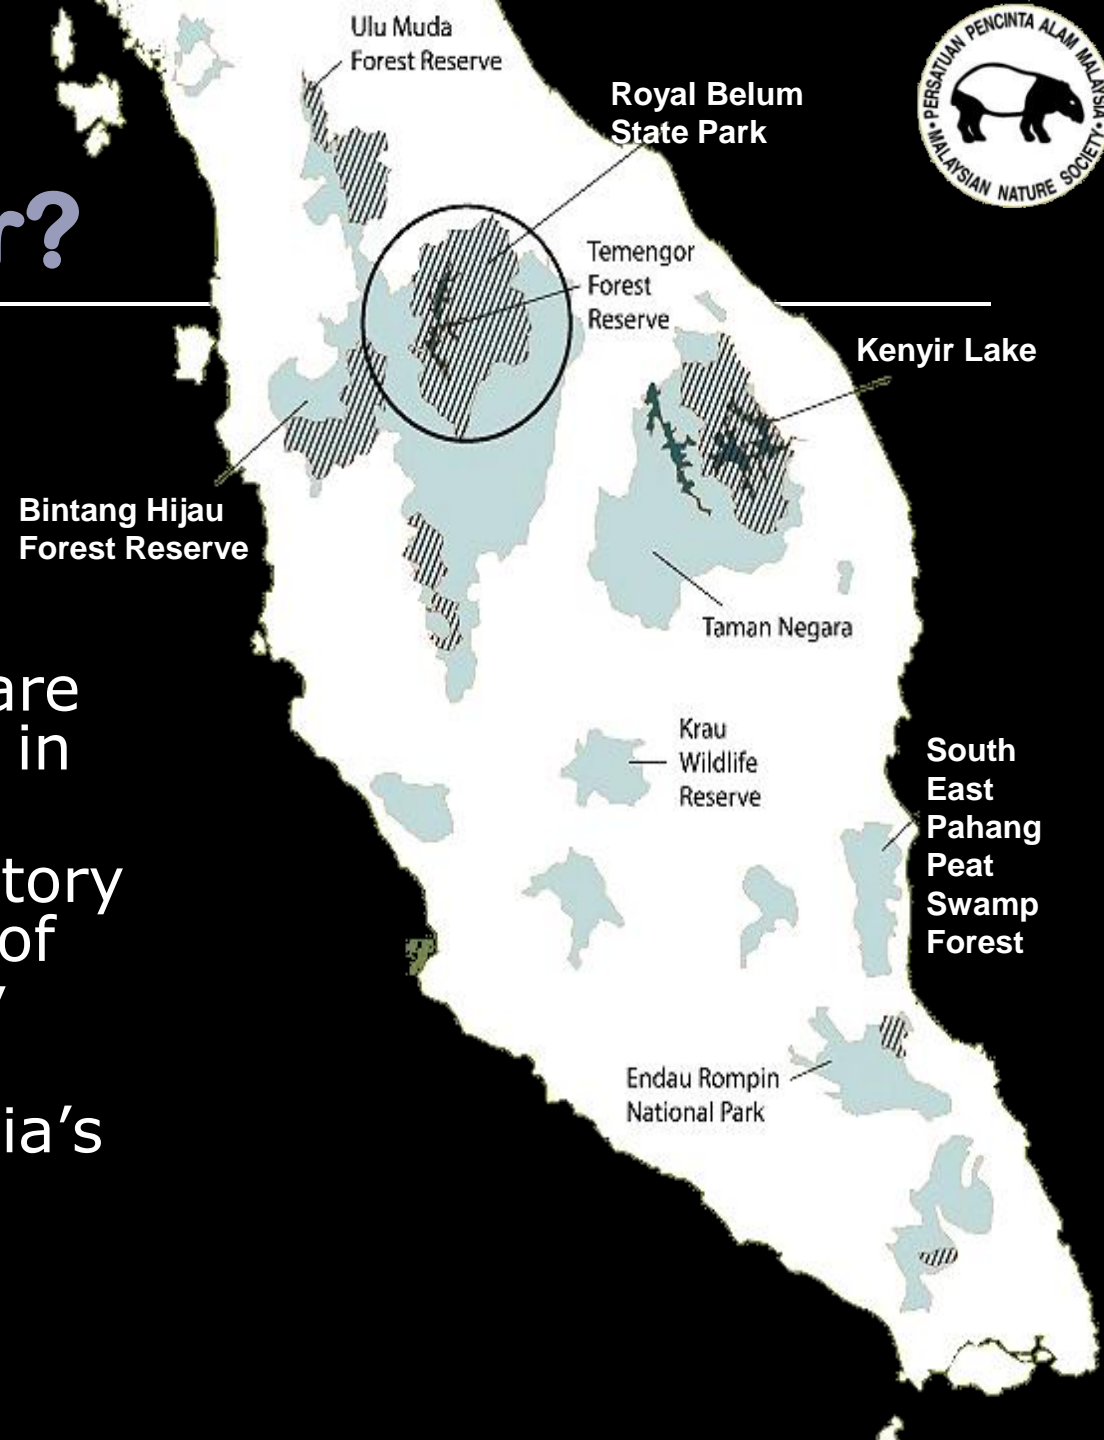 Ulu Muda
Forest Reserve
Royal Belum
State Park
PERSATUAN PENCINTA ALAM MALAYSIA
• MALAYSIAN NATURE SOCIETY •
r?
Temengor
Forest
Reserve
Kenyir Lake
Bintang Hijau
Forest Reserve
Taman Negara
are
in
Krau
Wildlife
Reserve
South
East
Pahang
Peat
Swamp
Forest
tory
of
y
Endau Rompin
National Park
ia’s